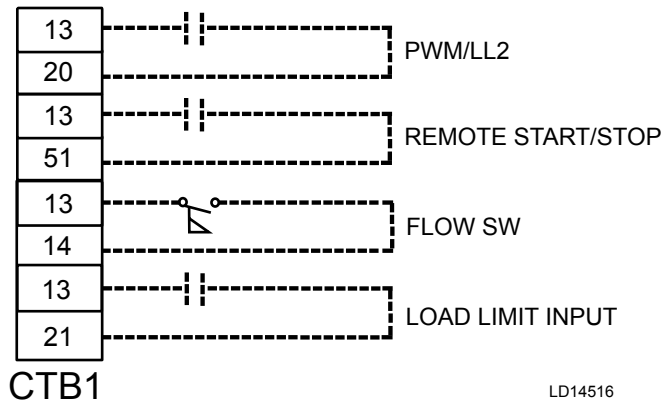 13
PWM/LL2
20
13
REMOTE START/STOP
51
13
FLOW SW
14
13
LOAD LIMIT INPUT
21
CTB1
LD14516